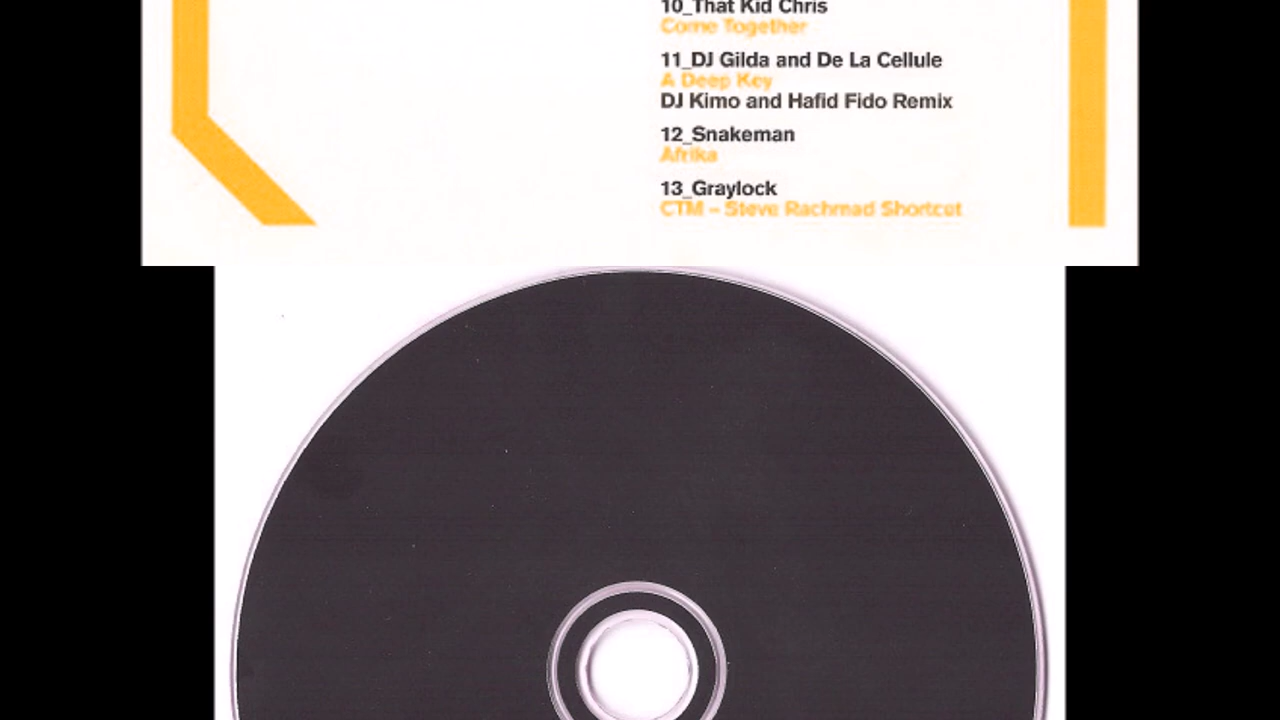 10_That Kid Chris
Come Together
11_DJ Gilda and De La Cellule
A Deep Key
DJ Kimo and Hafid Fido Remix
12_Snakeman
Afrika
13_Graylock
CTM – Steve Rachmad Shortcut